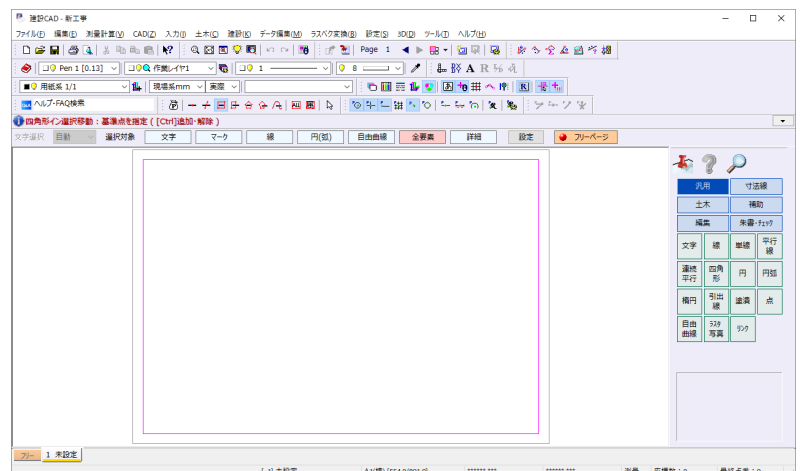 建設CAD - 新工事
ファイル(F) 編集(E) 測量計算(V) CAD(Z) 入力(I) 土木(C) 建設(K) データ編集(M) ラスベク変換(B) 設定(S) 3D(D) ツール(T) ヘルプ(H)
Page 1
Pen 1 [0.13] 作業レイヤ1 1 8 A R
用紙系 1/1 現場系mm 実際 R
ヘルプ・FAQ検索
四角形イン選択移動：基準点を指定 ( [Ctrl]追加・解除 )
文字選択 自動 選択対象 文字 マーク 線 円(弧) 自由曲線 全要素 詳細 設定 フリーページ
汎用 寸法線
土木 補助
編集 朱書・チェック
文字 線 単線 平行線
連続平行 四角形 円 円弧
楕円 引出線 塗潰 点
自由曲線 ラスタ写真 リンク
フリー 1 未設定